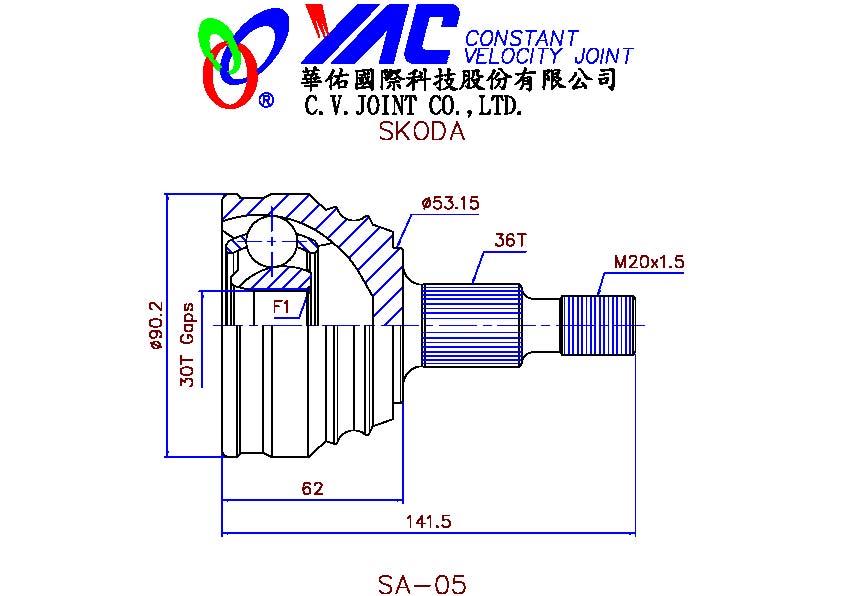 YAC CONSTANT
VELOCITY JOINT
華佑國際科技股份有限公司
®
C.V.JOINT CO.,LTD.
SKODA
ø53.15
36T
M20x1.5
ø90.2
30T Gaps
F1
62
141.5
SA-05